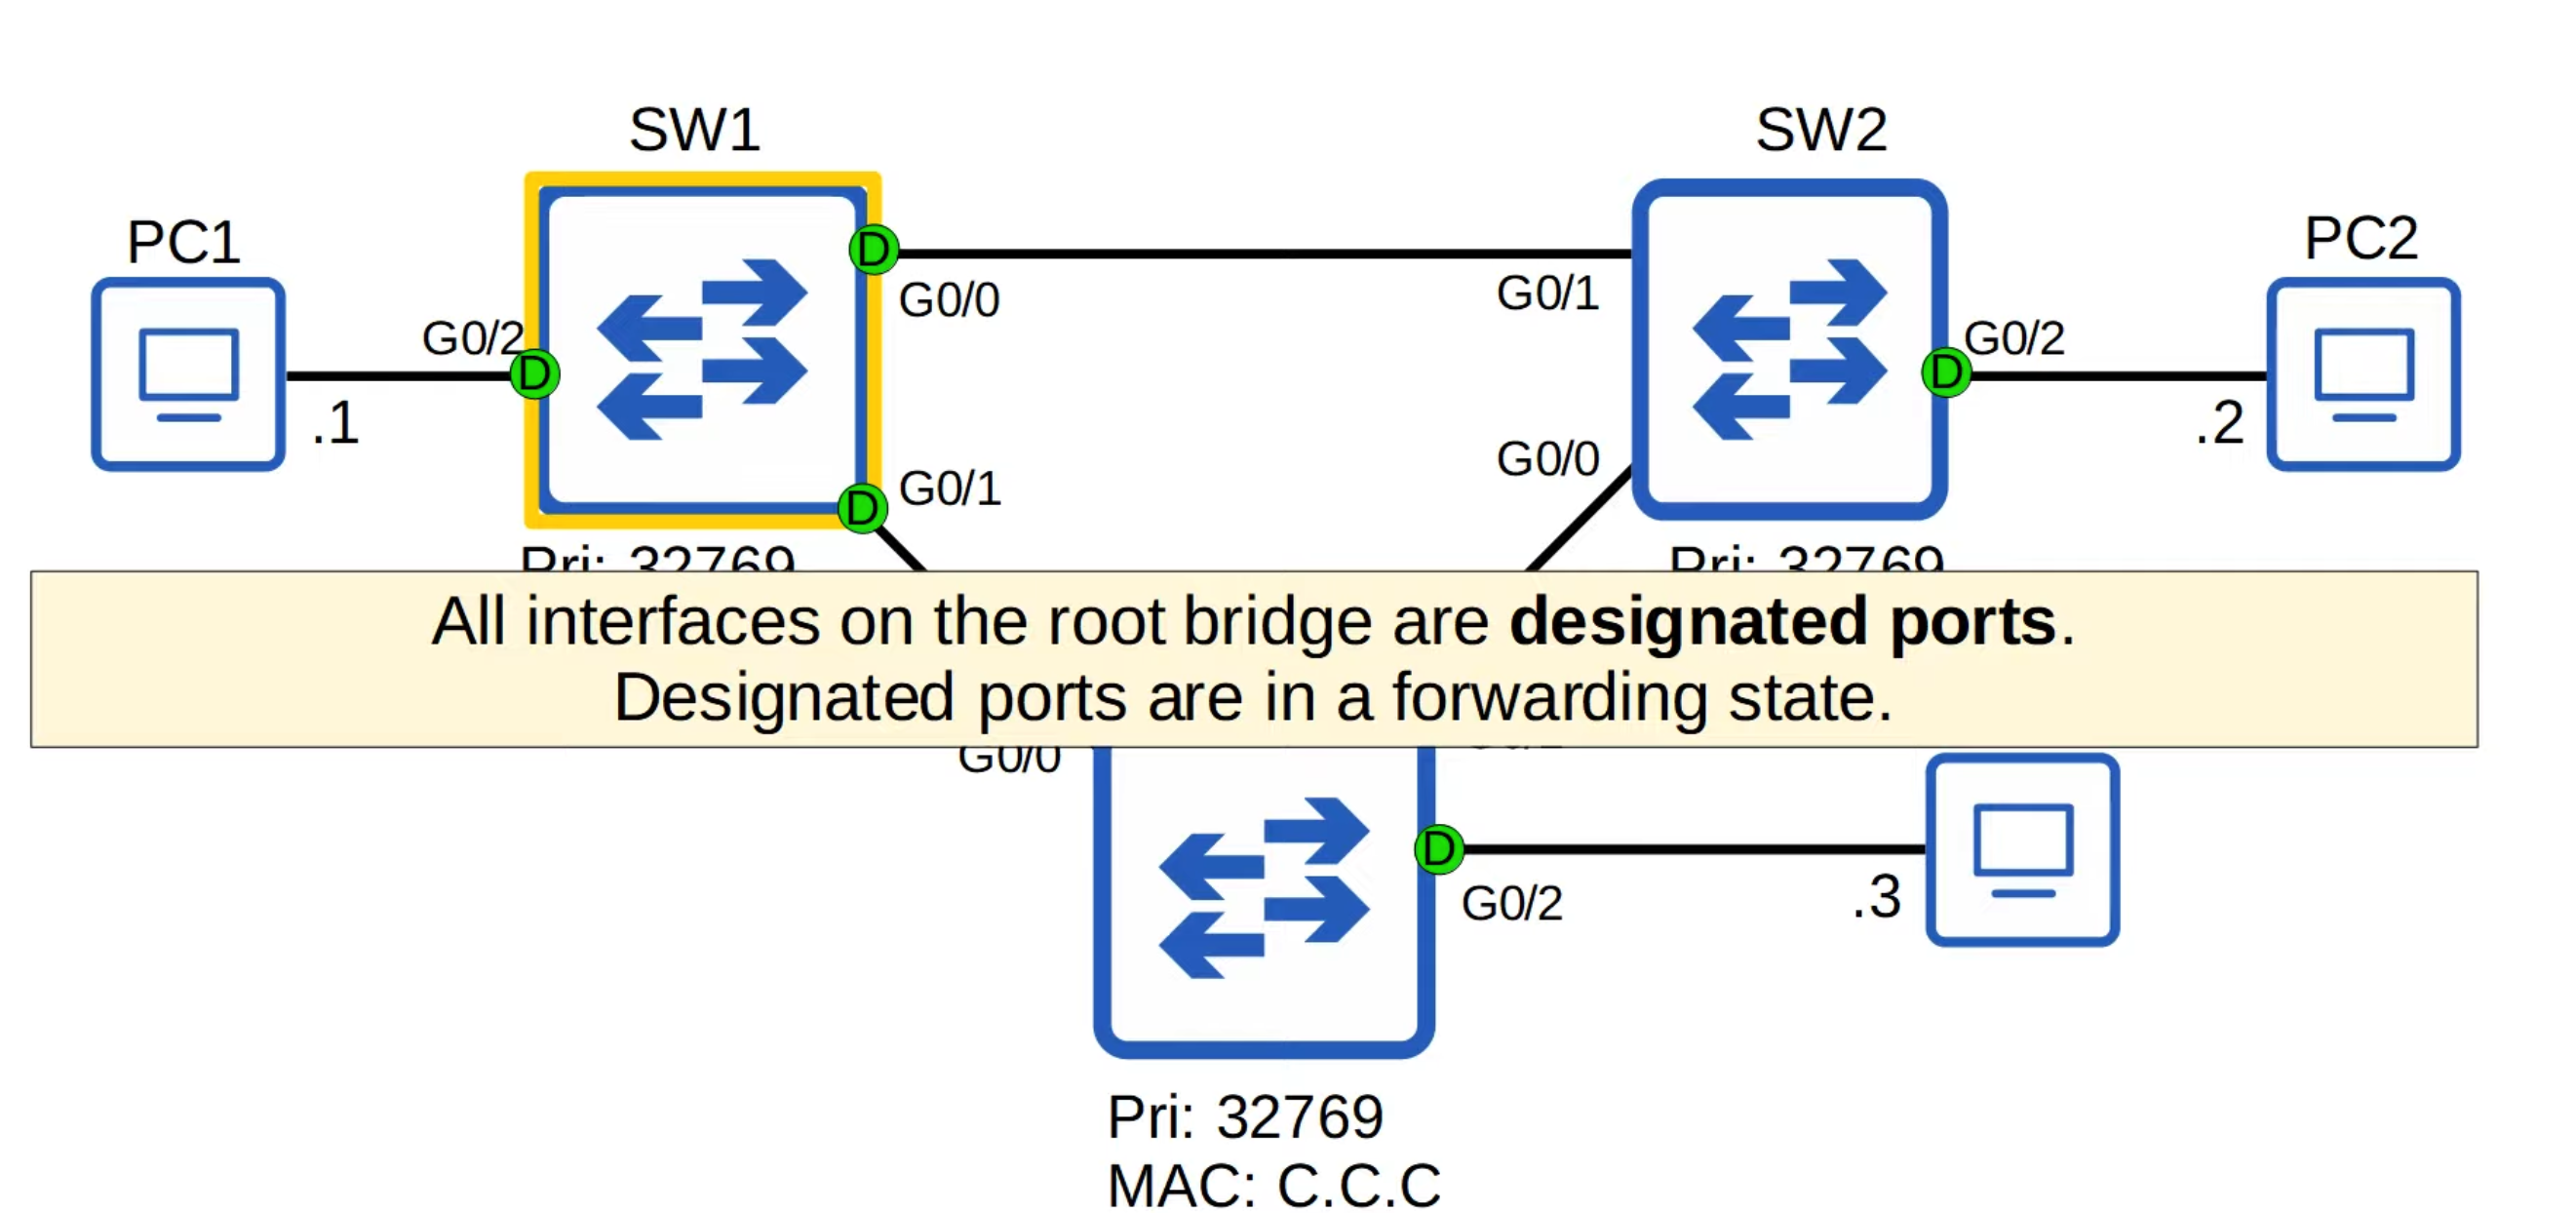 SW1
SW2
PC1
PC2
D
G0/0
G0/1
G0/2
D
D
G0/2
.1
.2
G0/0
G0/1
D
Pri: 32769
Pri: 32769
All interfaces on the root bridge are designated ports.
Designated ports are in a forwarding state.
G0/0
D
G0/2
.3
Pri: 32769
MAC: C.C.C